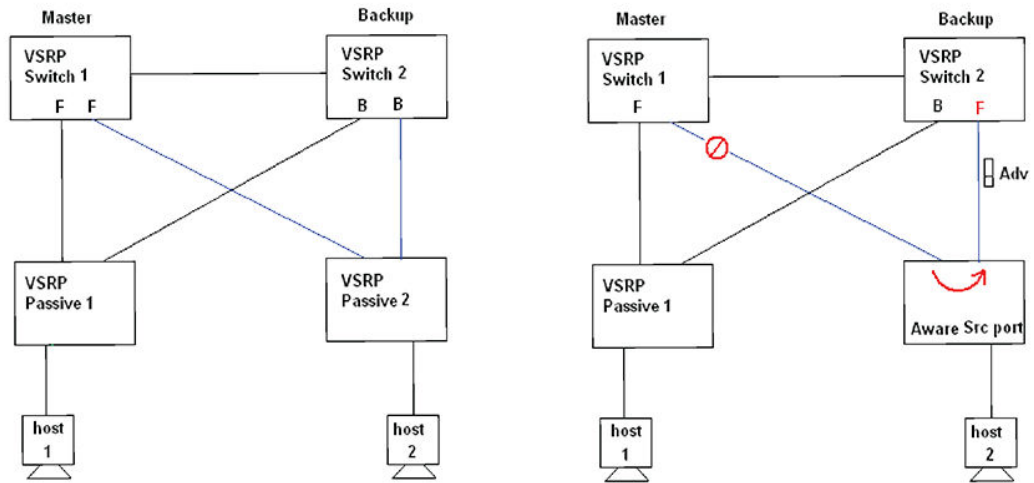 Master
Backup
VSRP
Switch 1
F F
VSRP
Switch 2
B B
VSRP
Passive 1
VSRP
Passive 2
host
1
host
2
Master
Backup
VSRP
Switch 1
F
VSRP
Switch 2
B F
Adv
VSRP
Passive 1
Aware Src port
host
1
host
2